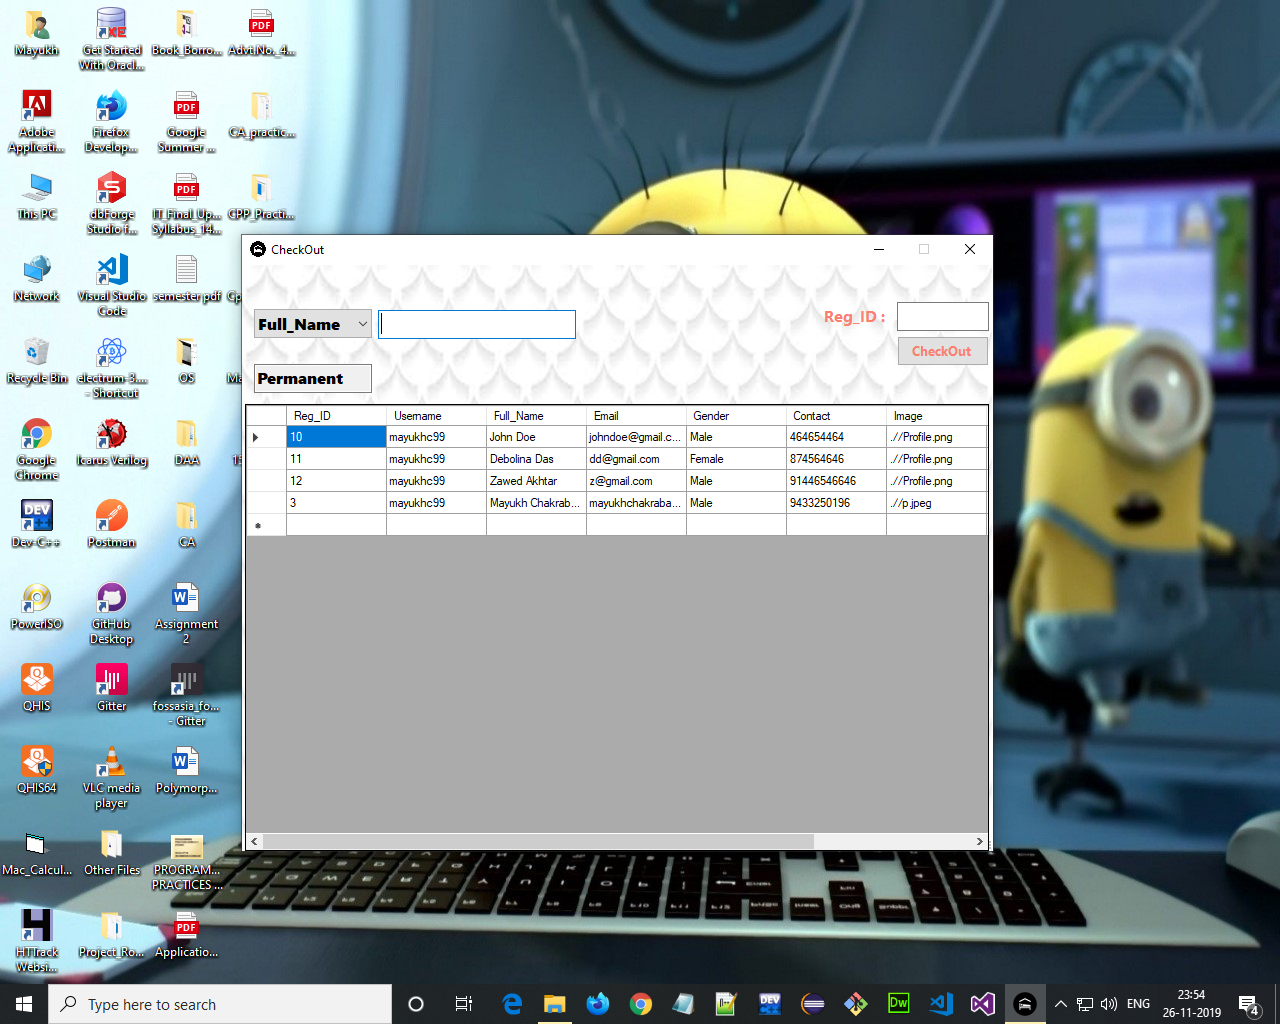 Mayukh
Get Started
With Oracl...
Book_Borro...
Advt.No._4...
Adobe
Applicati...
Firefox
Develop...
Google
Summer ...
CA_practic...
This PC
dbForge
Studio f...
IT_Final_Up...
Syllabus_14...
CPP_Practi...
Network
Visual Studio
Code
semester pdf
Recycle Bin
electrum-3....
- Shortcut
OS
Google
Chrome
Icarus Verilog
DAA
Dev-C++
Postman
CA
PowerISO
GitHub
Desktop
Assignment
2
QHIS
Gitter
fossasia_fo...
- Gitter
QHIS64
VLC media
player
Polymorp...
Mac_Calcul...
Other Files
PROGRAM...
PRACTICES ...
HTTrack
Websi...
Project_Ro...
Applicatio...
CheckOut
Full_Name
Reg_ID :
CheckOut
Permanent
Reg_ID Username Full_Name Email Gender Contact Image
10 mayukhc99 John Doe johndoe@gmail.c... Male 464654464 .//Profile.png
11 mayukhc99 Debolina Das dd@gmail.com Female 874564646 .//Profile.png
12 mayukhc99 Zawed Akhtar z@gmail.com Male 91446546646 .//Profile.png
3 mayukhc99 Mayukh Chakrab... mayukhchakraba... Male 9433250196 .//p.jpeg
Type here to search
ENG
23:54
26-11-2019
4